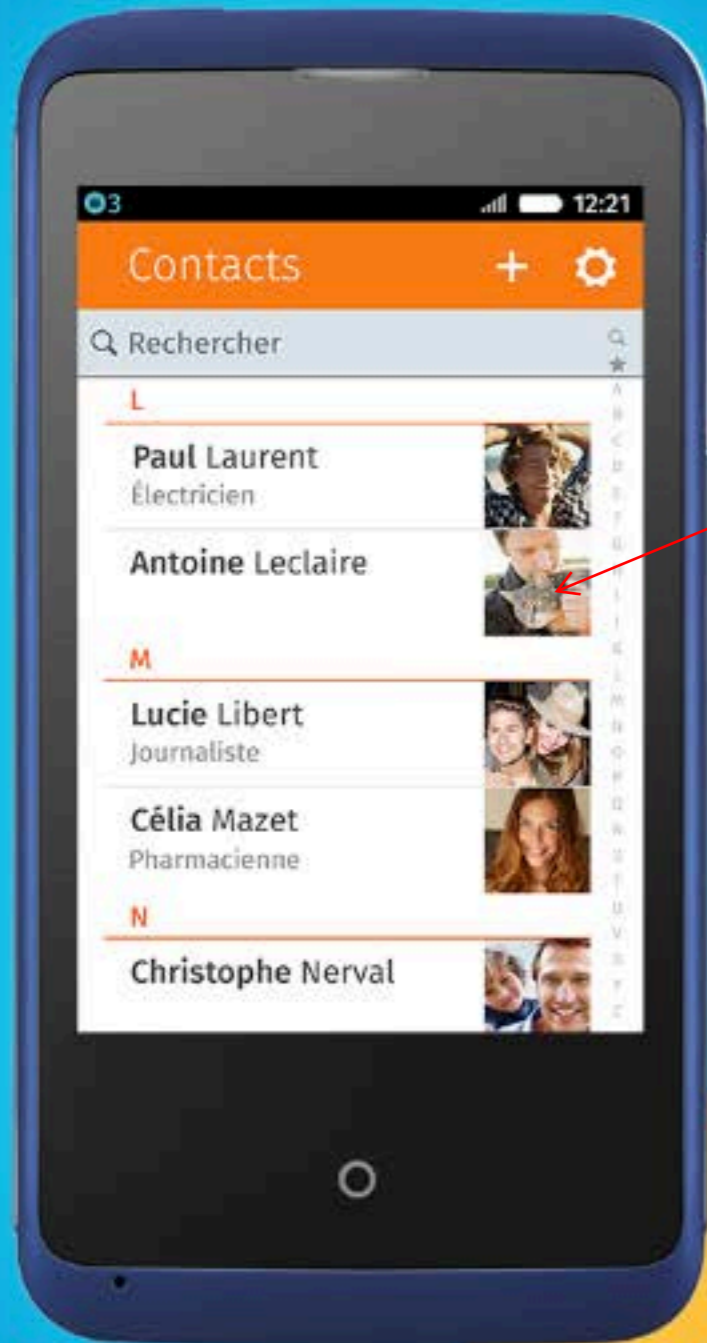 3 12:21
Contacts +
Rechercher
L
Paul Laurent
Électricien
Antoine Leclaire
M
Lucie Libert
Journaliste
Célia Mazet
Pharmacienne
N
Christophe Nerval